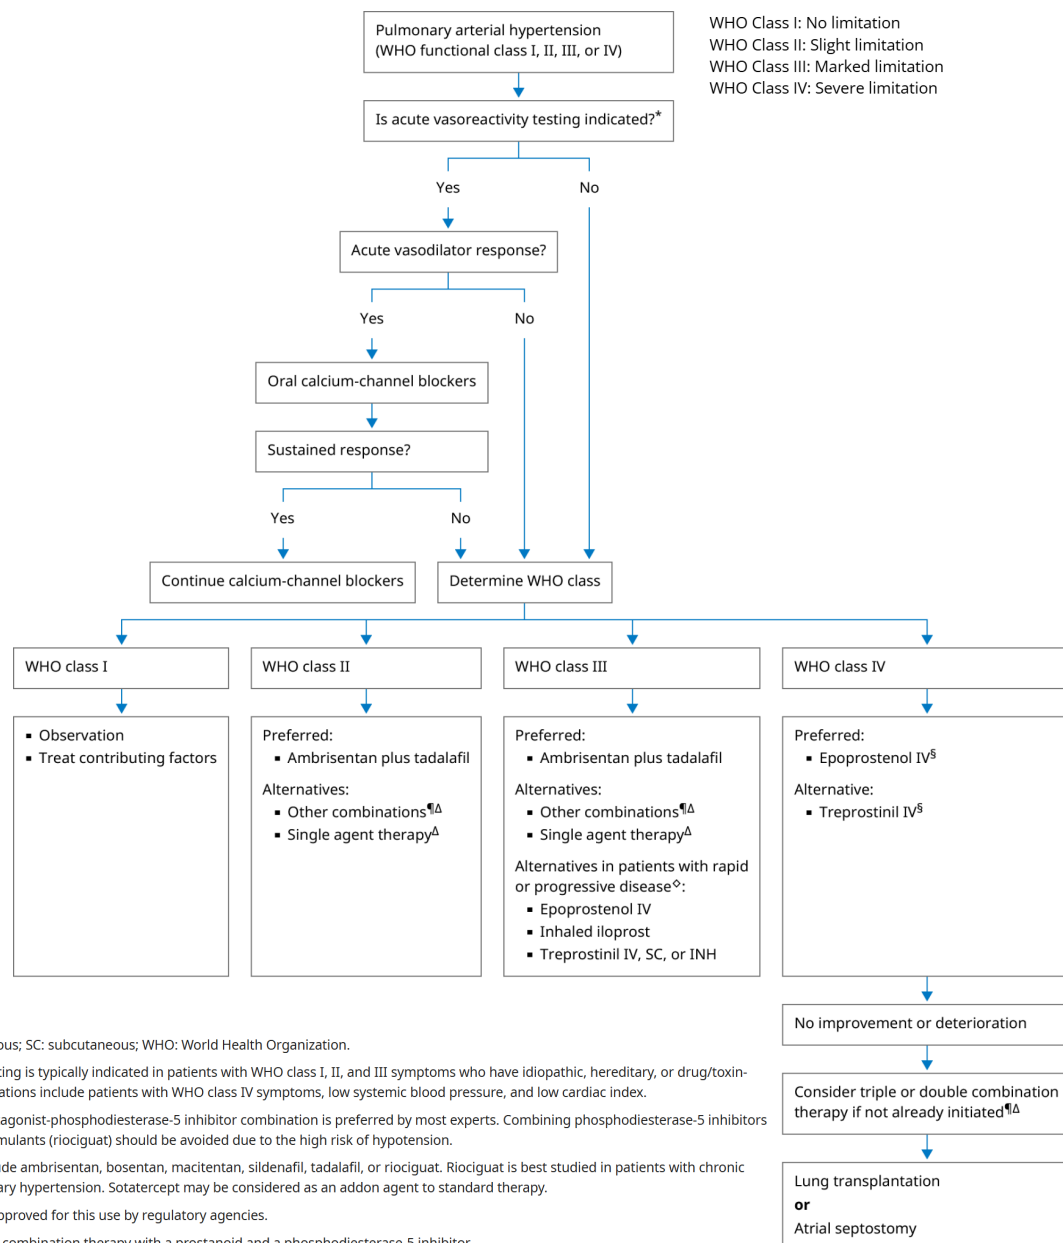 Pulmonary arterial hypertension
(WHO functional class I, II, III, or IV)
WHO Class I: No limitation
WHO Class II: Slight limitation
WHO Class III: Marked limitation
WHO Class IV: Severe limitation
Is acute vasoreactivity testing indicated?*
Yes
No
Acute vasodilator response?
Yes
No
Oral calcium-channel blockers
Sustained response?
Yes
No
Continue calcium-channel blockers
Determine WHO class
WHO class I
▪ Observation
▪ Treat contributing factors
WHO class II
Preferred:
▪ Ambrisentan plus tadalafil
Alternatives:
▪ Other combinations¶Δ
▪ Single agent therapyΔ
WHO class III
Preferred:
▪ Ambrisentan plus tadalafil
Alternatives:
▪ Other combinations¶Δ
▪ Single agent therapyΔ
Alternatives in patients with rapid
or progressive disease◇:
▪ Epoprostenol IV
▪ Inhaled iloprost
▪ Treprostinil IV, SC, or INH
WHO class IV
Preferred:
▪ Epoprostenol IV§
Alternative:
▪ Treprostinil IV§
No improvement or deterioration
Consider triple or double combination
therapy if not already initiated¶Δ
Lung transplantation
or
Atrial septostomy
ous; SC: subcutaneous; WHO: World Health Organization.
ting is typically indicated in patients with WHO class I, II, and III symptoms who have idiopathic, hereditary, or drug/toxin-
ations include patients with WHO class IV symptoms, low systemic blood pressure, and low cardiac index.
tagonist-phosphodiesterase-5 inhibitor combination is preferred by most experts. Combining phosphodiesterase-5 inhibitors
mulants (riociguat) should be avoided due to the high risk of hypotension.
de ambrisentan, bosentan, macitentan, sildenafil, tadalafil, or riociguat. Riociguat is best studied in patients with chronic
ary hypertension. Sotatercept may be considered as an addon agent to standard therapy.
pproved for this use by regulatory agencies.
combination therapy with a prostanoid and a phosphodiesterase-5 inhibitor.